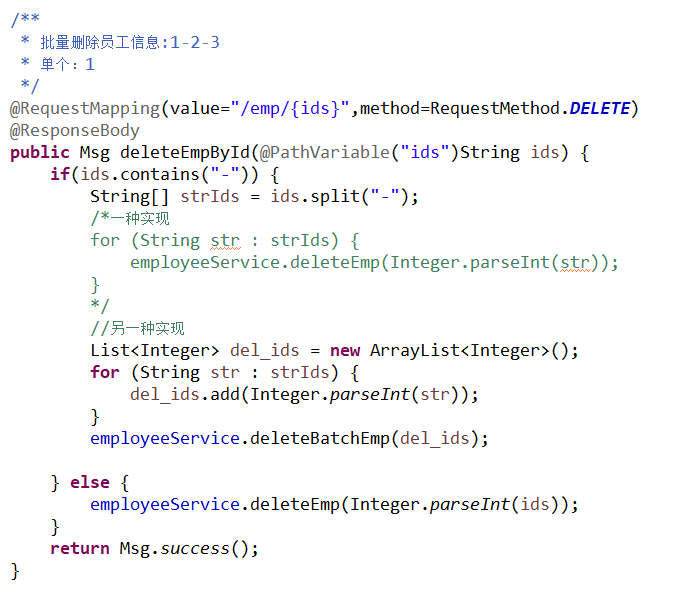 /**
 * 批量删除员工信息:1-2-3
 * 单个：1
 */
@RequestMapping(value="/emp/{ids}",method=RequestMethod.DELETE)
@ResponseBody
public Msg deleteEmpById(@PathVariable("ids")String ids) {
    if(ids.contains("-")) {
        String[] strIds = ids.split("-");
        /*一种实现
        for (String str : strIds) {
            employeeService.deleteEmp(Integer.parseInt(str));
        }
        */
        //另一种实现
        List<Integer> del_ids = new ArrayList<Integer>();
        for (String str : strIds) {
            del_ids.add(Integer.parseInt(str));
        }
        employeeService.deleteBatchEmp(del_ids);
    } else {
        employeeService.deleteEmp(Integer.parseInt(ids));
    }
    return Msg.success();
}